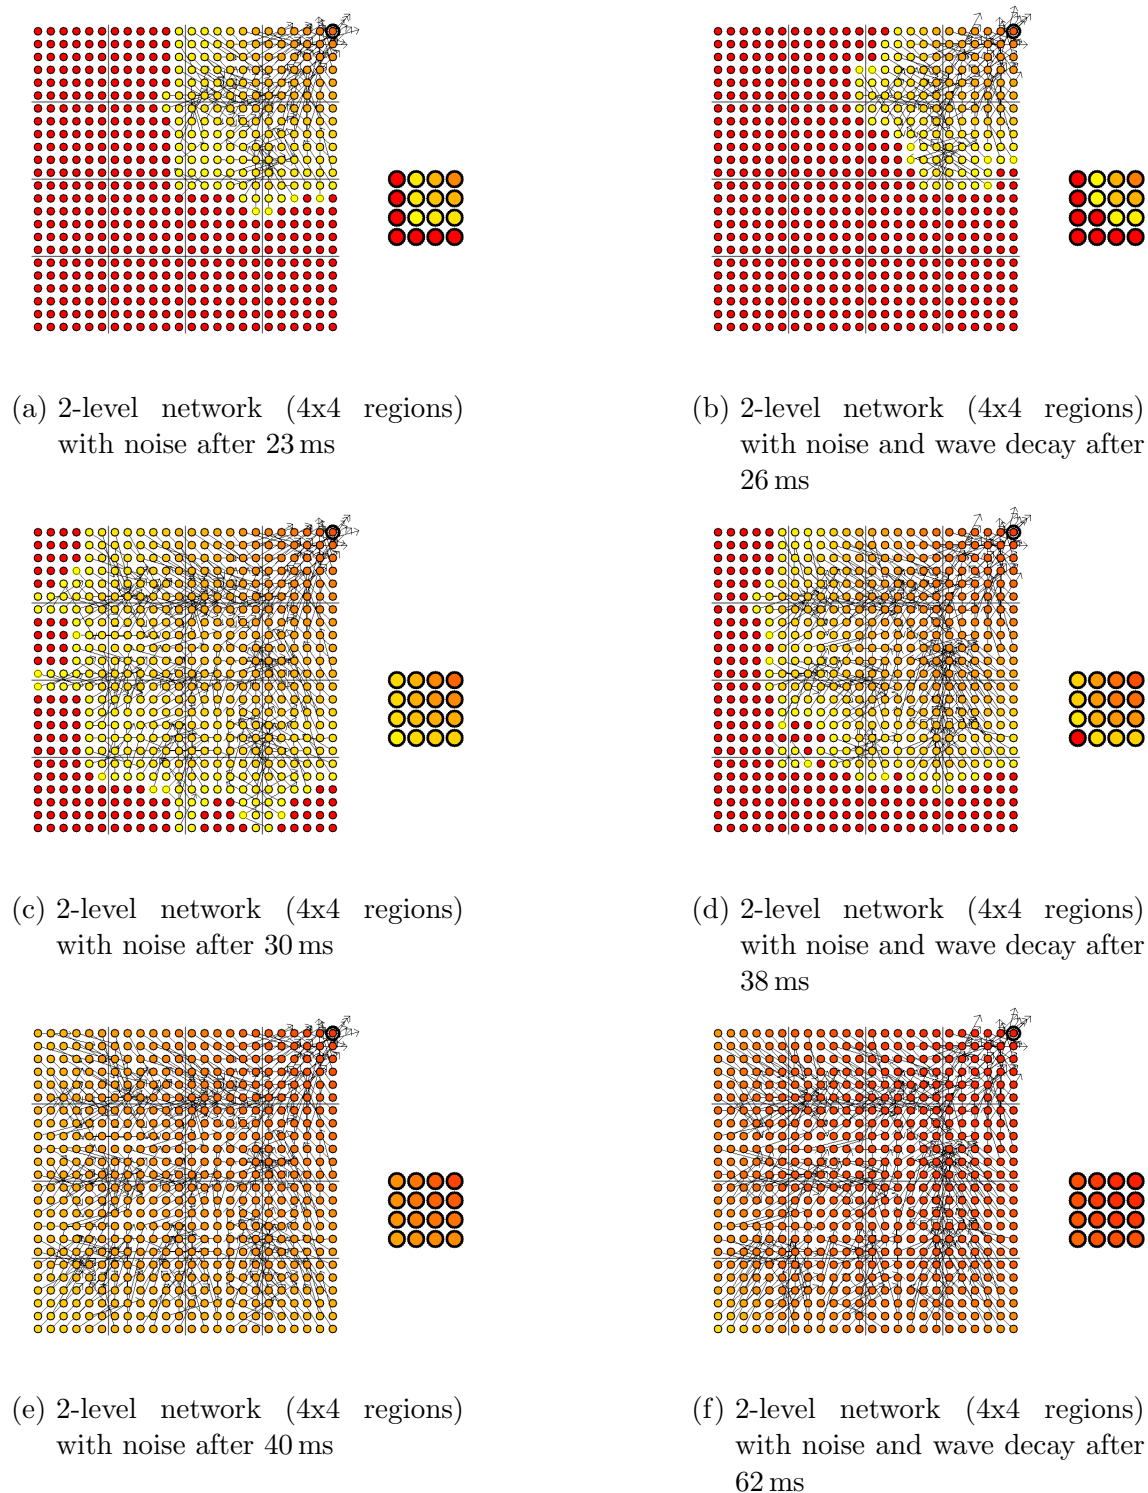 (a) 2-level network (4x4 regions)
with noise after 23 ms
(b) 2-level network (4x4 regions)
with noise and wave decay after
26 ms
(c) 2-level network (4x4 regions)
with noise after 30 ms
(d) 2-level network (4x4 regions)
with noise and wave decay after
38 ms
(e) 2-level network (4x4 regions)
with noise after 40 ms
(f) 2-level network (4x4 regions)
with noise and wave decay after
62 ms